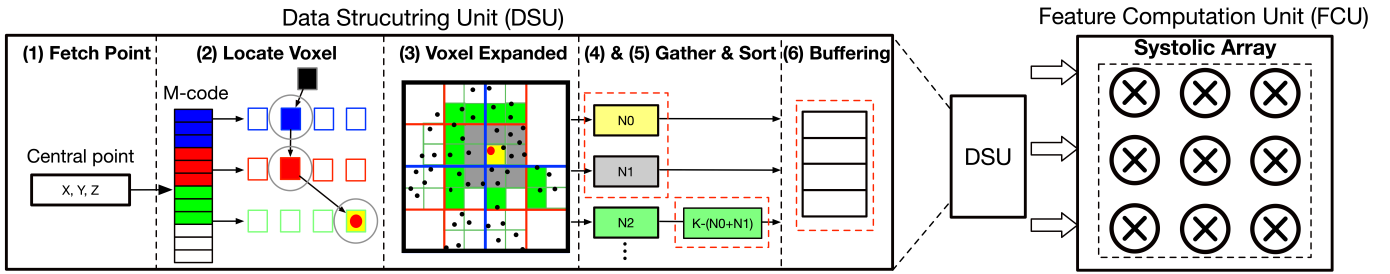 Data Strucutring Unit (DSU)
Feature Computation Unit (FCU)
(1) Fetch Point
(2) Locate Voxel
(3) Voxel Expanded
(4) & (5) Gather & Sort
(6) Buffering
Systolic Array
M-code
Central point
X, Y, Z
N0
N1
N2
K-(N0+N1)
DSU